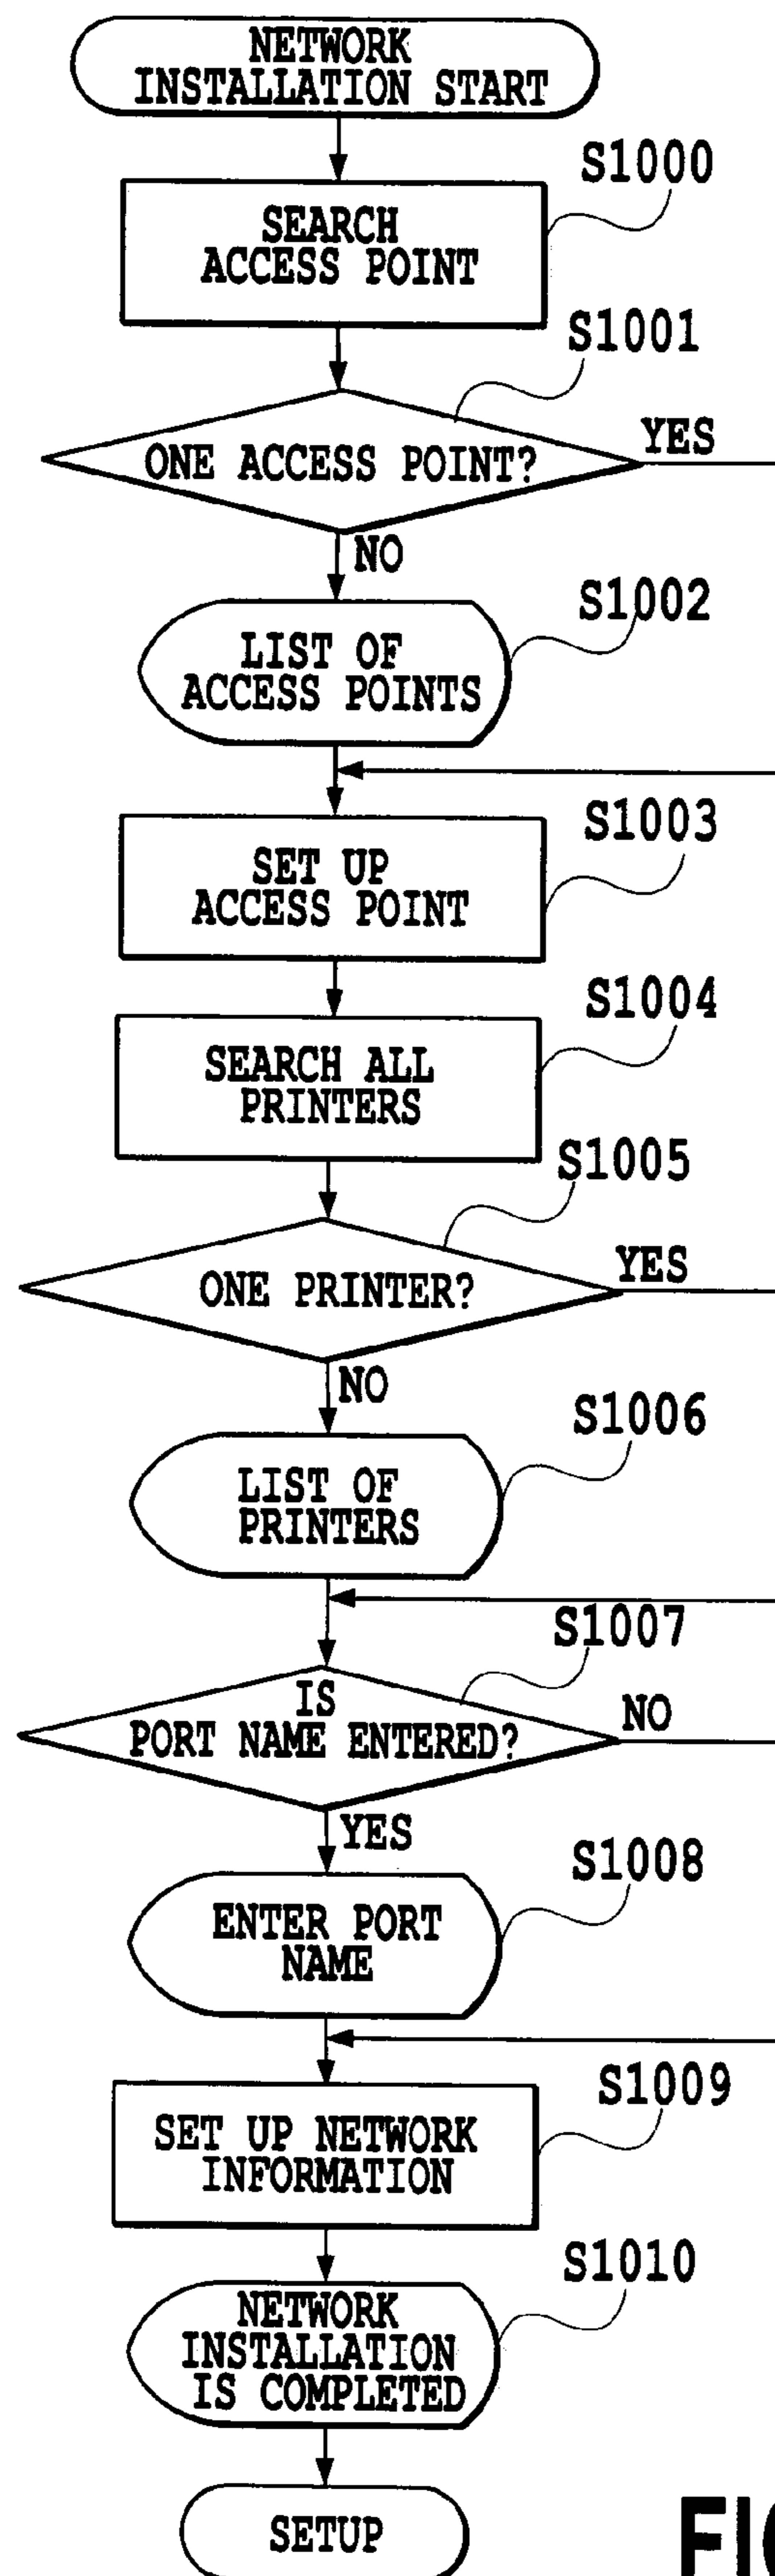 NETWORK
INSTALLATION START
S1000
SEARCH
ACCESS POINT
S1001
ONE ACCESS POINT?
YES
NO
S1002
LIST OF
ACCESS POINTS
S1003
SET UP
ACCESS POINT
S1004
SEARCH ALL
PRINTERS
S1005
ONE PRINTER?
YES
NO
S1006
LIST OF
PRINTERS
S1007
IS
PORT NAME ENTERED?
NO
YES
S1008
ENTER PORT
NAME
S1009
SET UP NETWORK
INFORMATION
S1010
NETWORK
INSTALLATION
IS COMPLETED
SETUP